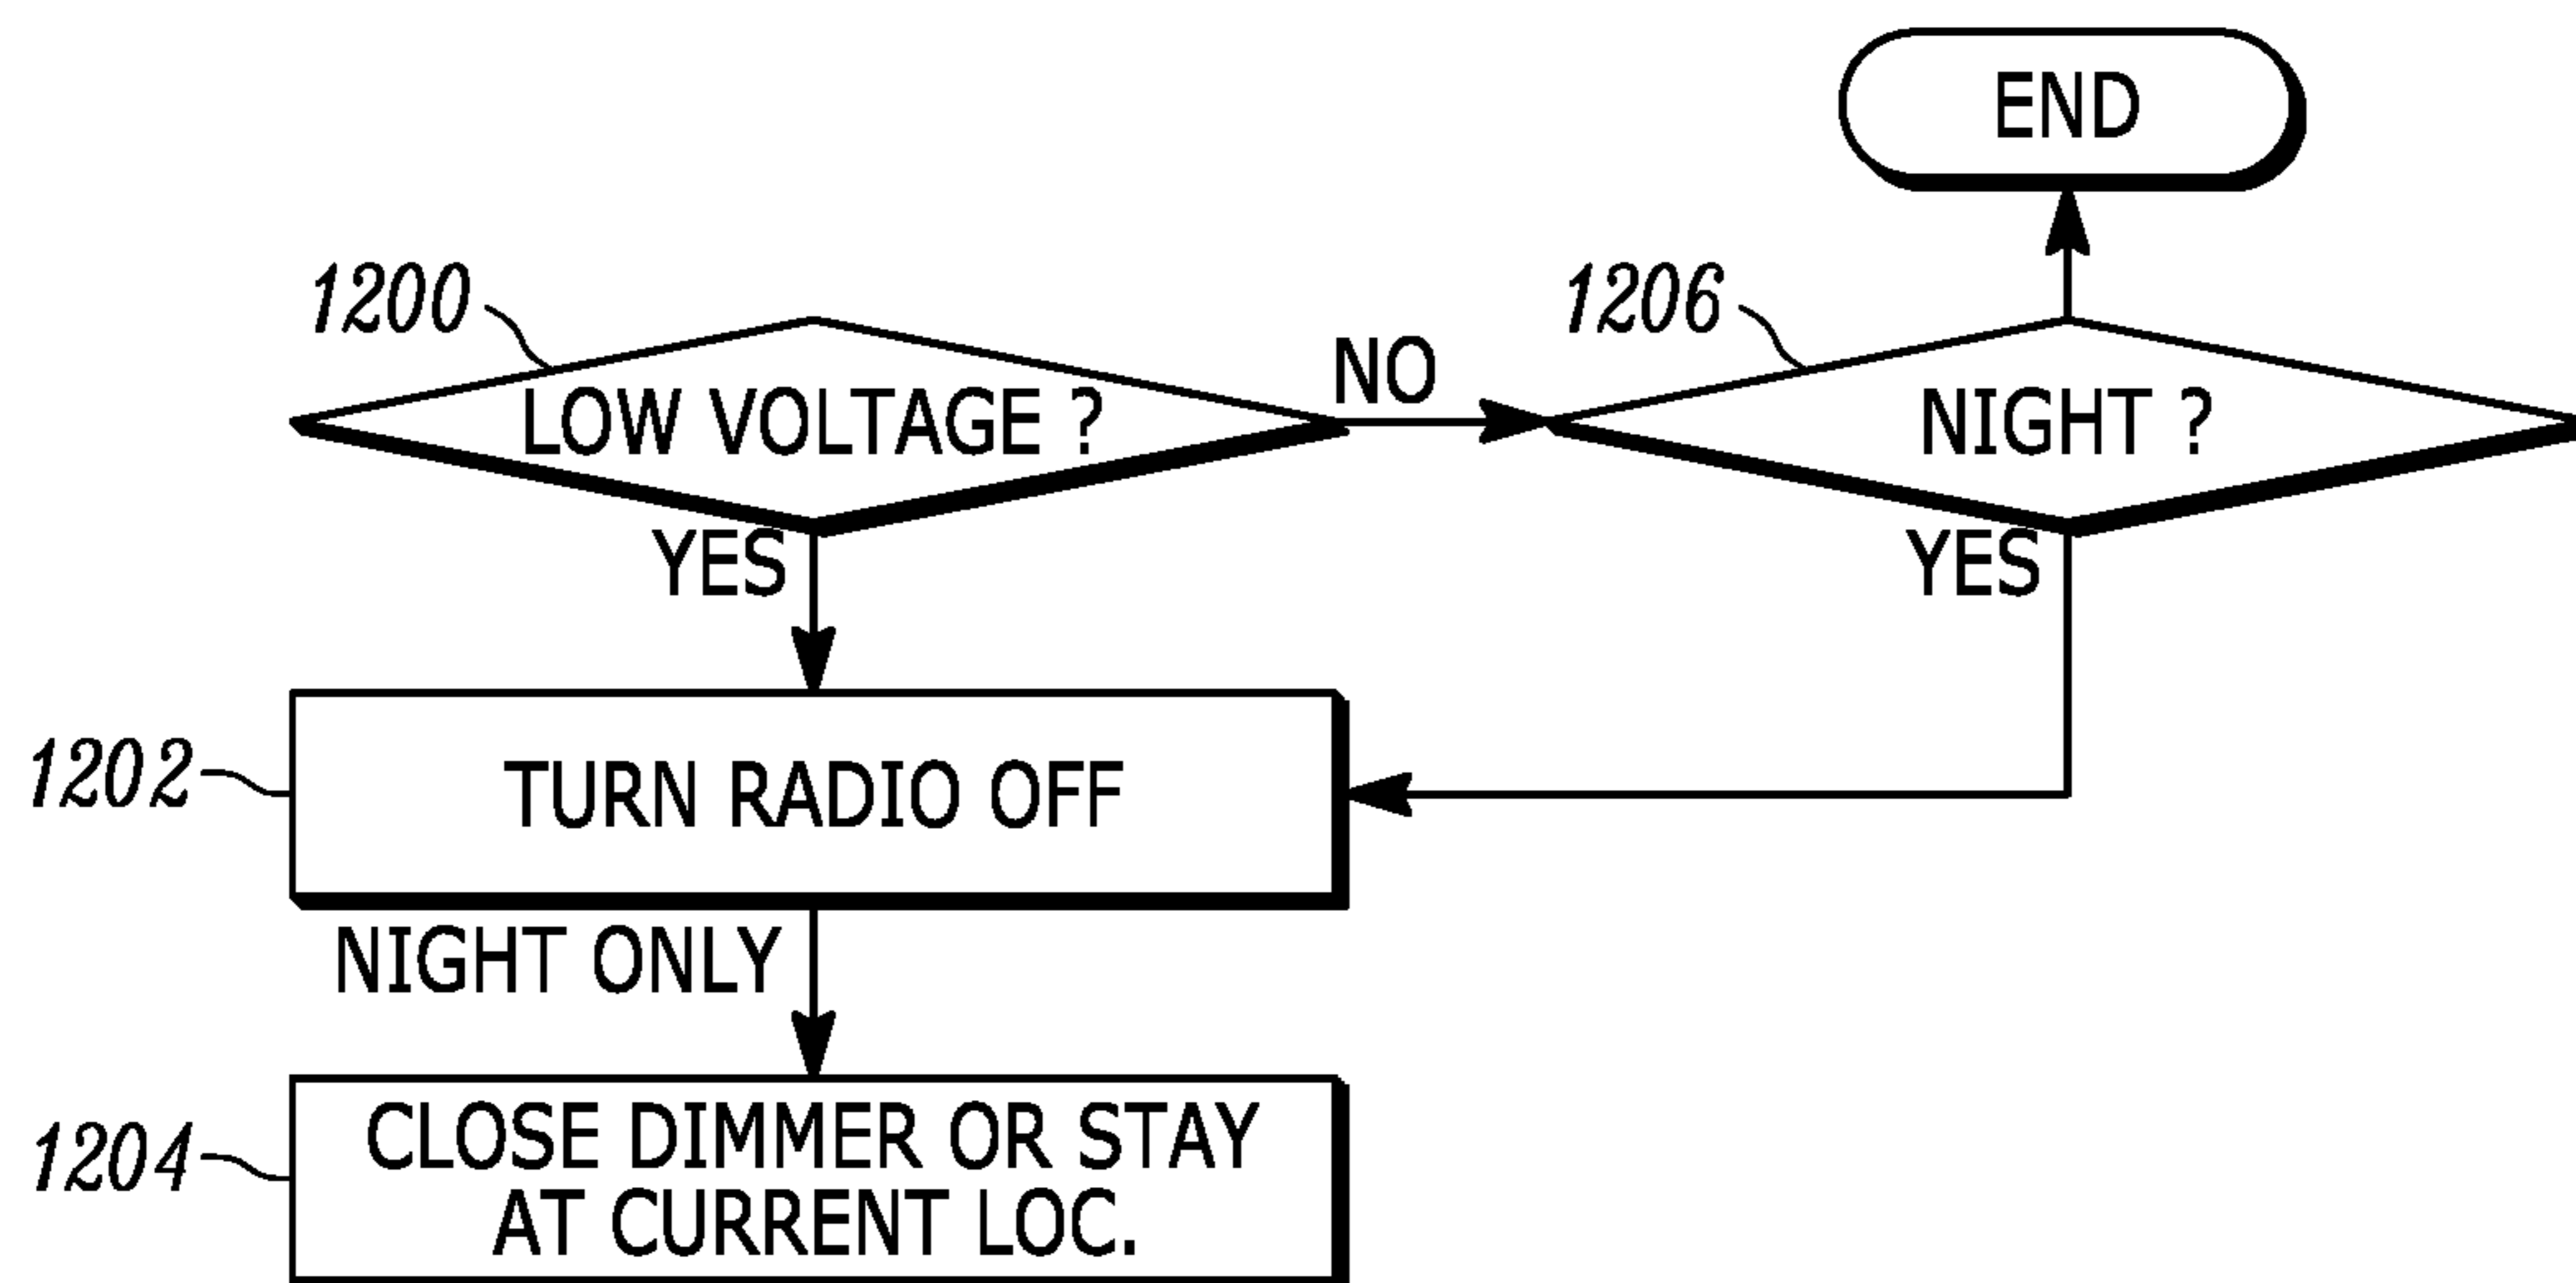 END
1200
LOW VOLTAGE ?
NO
1206
NIGHT ?
YES
YES
1202
TURN RADIO OFF
NIGHT ONLY
1204
CLOSE DIMMER OR STAY
AT CURRENT LOC.